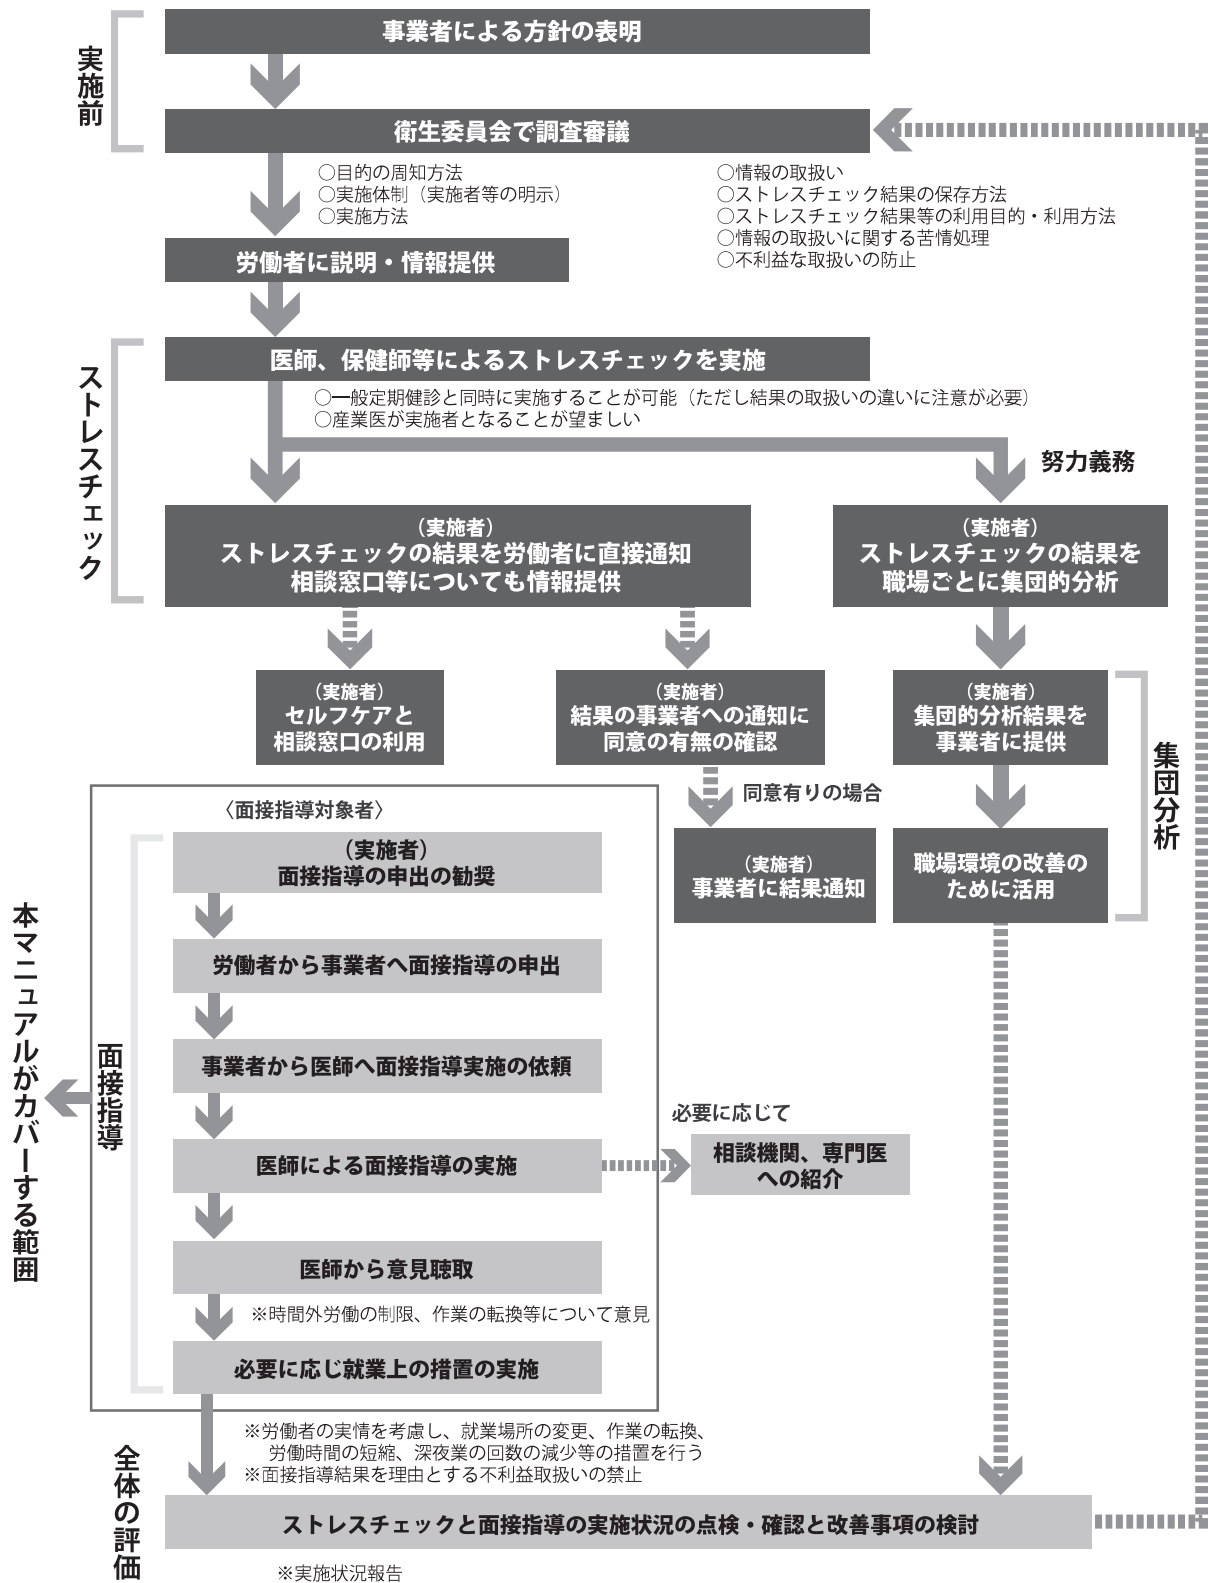 実施前
事業者による方針の表明
衛生委員会で調査審議
○目的の周知方法
○実施体制（実施者等の明示）
○実施方法
○情報の取扱い
○ストレスチェック結果の保存方法
○ストレスチェック結果等の利用目的・利用方法
○情報の取扱いに関する苦情処理
○不利益な取扱いの防止
労働者に説明・情報提供
ストレスチェック
医師、保健師等によるストレスチェックを実施
○一般定期健診と同時に実施することが可能（ただし結果の取扱いの違いに注意が必要）
○産業医が実施者となることが望ましい
努力義務
（実施者）
ストレスチェックの結果を労働者に直接通知
相談窓口等についても情報提供
（実施者）
ストレスチェックの結果を
職場ごとに集団的分析
（実施者）
セルフケアと
相談窓口の利用
（実施者）
結果の事業者への通知に
同意の有無の確認
（実施者）
集団的分析結果を
事業者に提供
集団分析
同意有りの場合
（実施者）
事業者に結果通知
職場環境の改善の
ために活用
〈面接指導対象者〉
（実施者）
面接指導の申出の勧奨
労働者から事業者へ面接指導の申出
事業者から医師へ面接指導実施の依頼
本マニュアルがカバーする範囲
面接指導
医師による面接指導の実施
必要に応じて
相談機関、専門医
への紹介
医師から意見聴取
※時間外労働の制限、作業の転換等について意見
必要に応じ就業上の措置の実施
※労働者の実情を考慮し、就業場所の変更、作業の転換、
労働時間の短縮、深夜業の回数の減少等の措置を行う
※面接指導結果を理由とする不利益取扱いの禁止
全体の評価
ストレスチェックと面接指導の実施状況の点検・確認と改善事項の検討
※実施状況報告